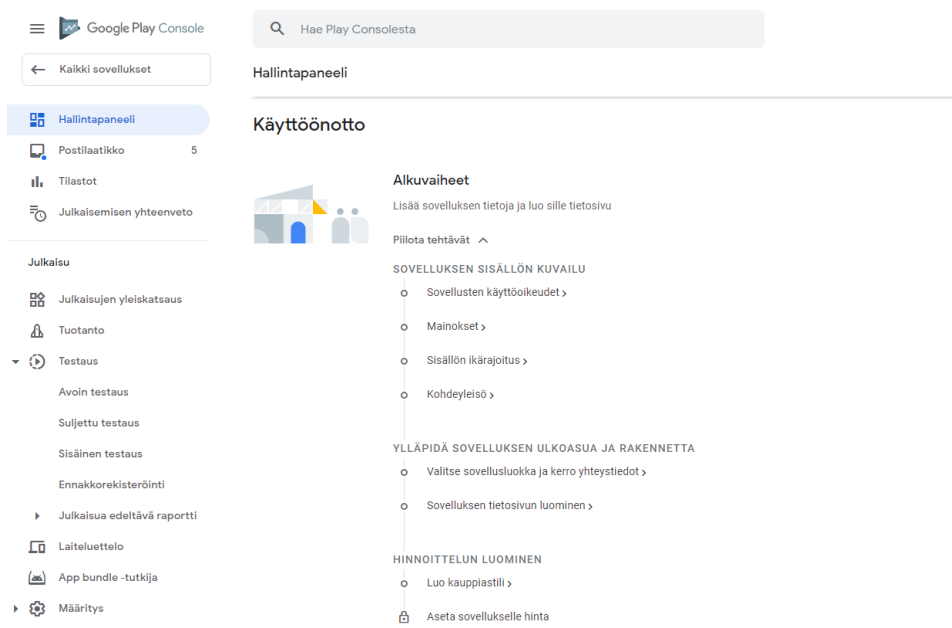 Google Play Console
Hae Play Consolesta
Kaikki sovellukset
Hallintapaneeli
Hallintapaneeli
Postilaatikko 5
Tilastot
Julkaisemisen yhteenveto
Julkaisu
Julkaisujen yleiskatsaus
Tuotanto
Testaus
Avoin testaus
Suljettu testaus
Sisäinen testaus
Ennakkorekisteröinti
Julkaisua edeltävä raportti
Laiteluettelo
App bundle -tutkija
Määritys
Käyttöönotto
Alkuvaiheet
Lisää sovelluksen tietoja ja luo sille tietosivu
Piilota tehtävät
SOVELLUKSEN SISÄLLÖN KUVAILU
Sovellusten käyttöoikeudet
Mainokset
Sisällön ikärajoitus
Kohdeyleisö
YLLÄPIDÄ SOVELLUKSEN ULKOASUA JA RAKENNETTA
Valitse sovellusluokka ja kerro yhteystiedot
Sovelluksen tietosivun luominen
HINNOITTELUN LUOMINEN
Luo kauppiastili
Aseta sovellukselle hinta